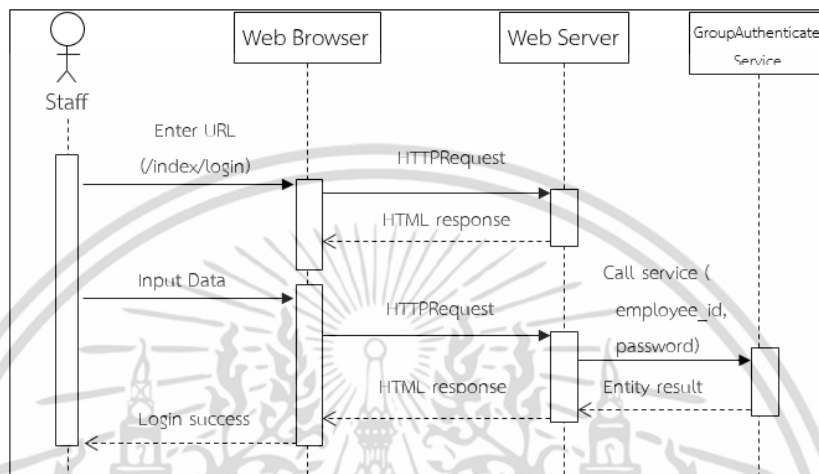 Web Browser
Web Server
GroupAuthenticate
Service
Staff
Enter URL
(/index/login)
HTTPRequest
HTML response
Input Data
HTTPRequest
Call service (
employee_id,
password)
HTML response
Entity result
Login success